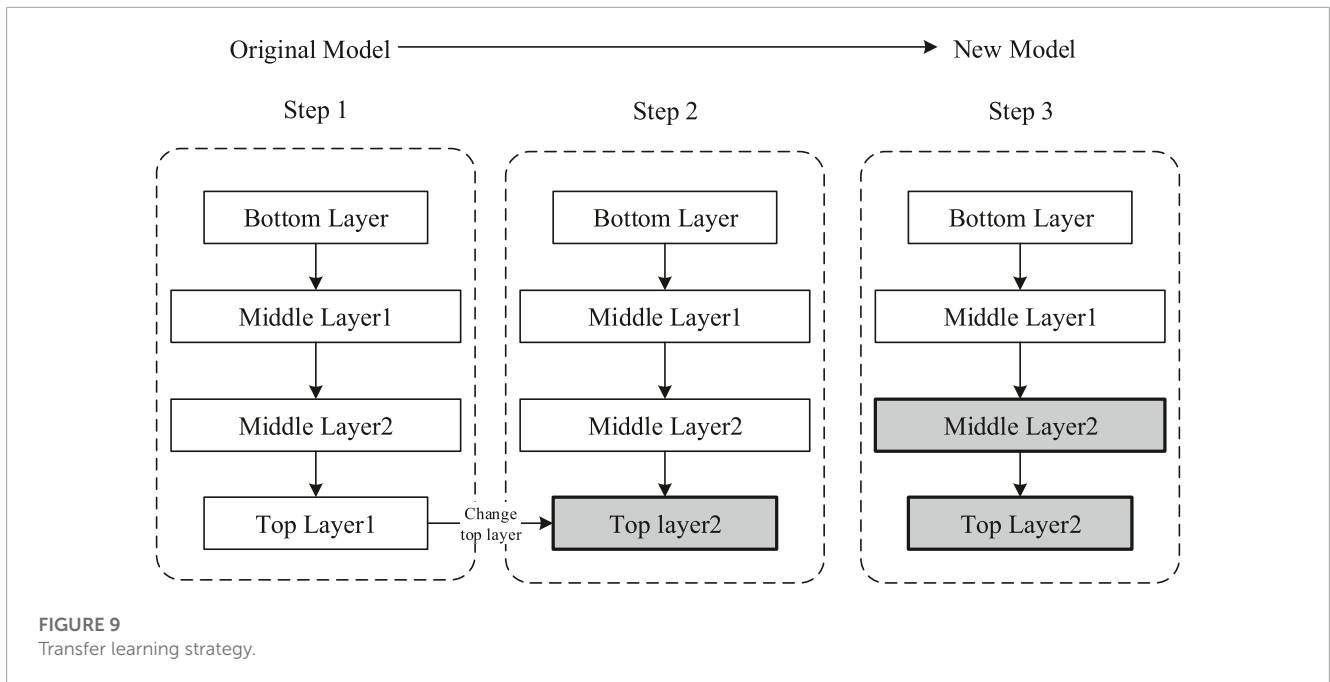 Original Model
New Model
Step 1
Step 2
Step 3
Bottom Layer
Middle Layer1
Middle Layer2
Top Layer1
Change
top layer
Bottom Layer
Middle Layer1
Middle Layer2
Top layer2
Bottom Layer
Middle Layer1
Middle Layer2
Top Layer2
FIGURE 9
Transfer learning strategy.